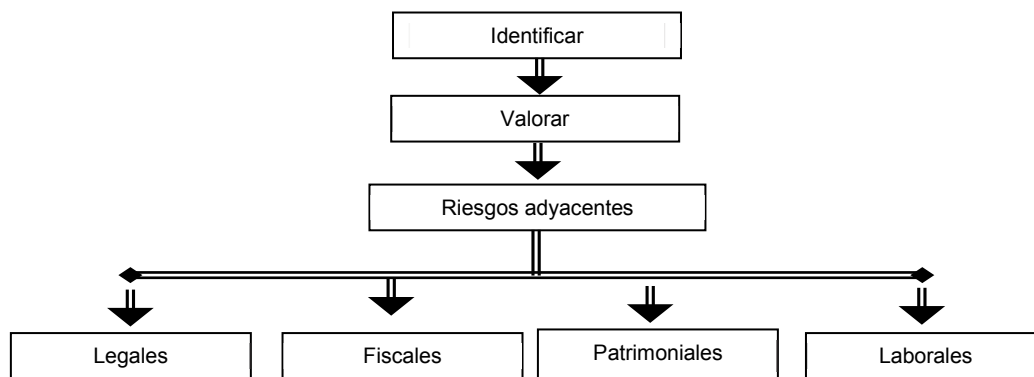 Identificar
Valorar
Riesgos adyacentes
Legales
Fiscales
Patrimoniales
Laborales